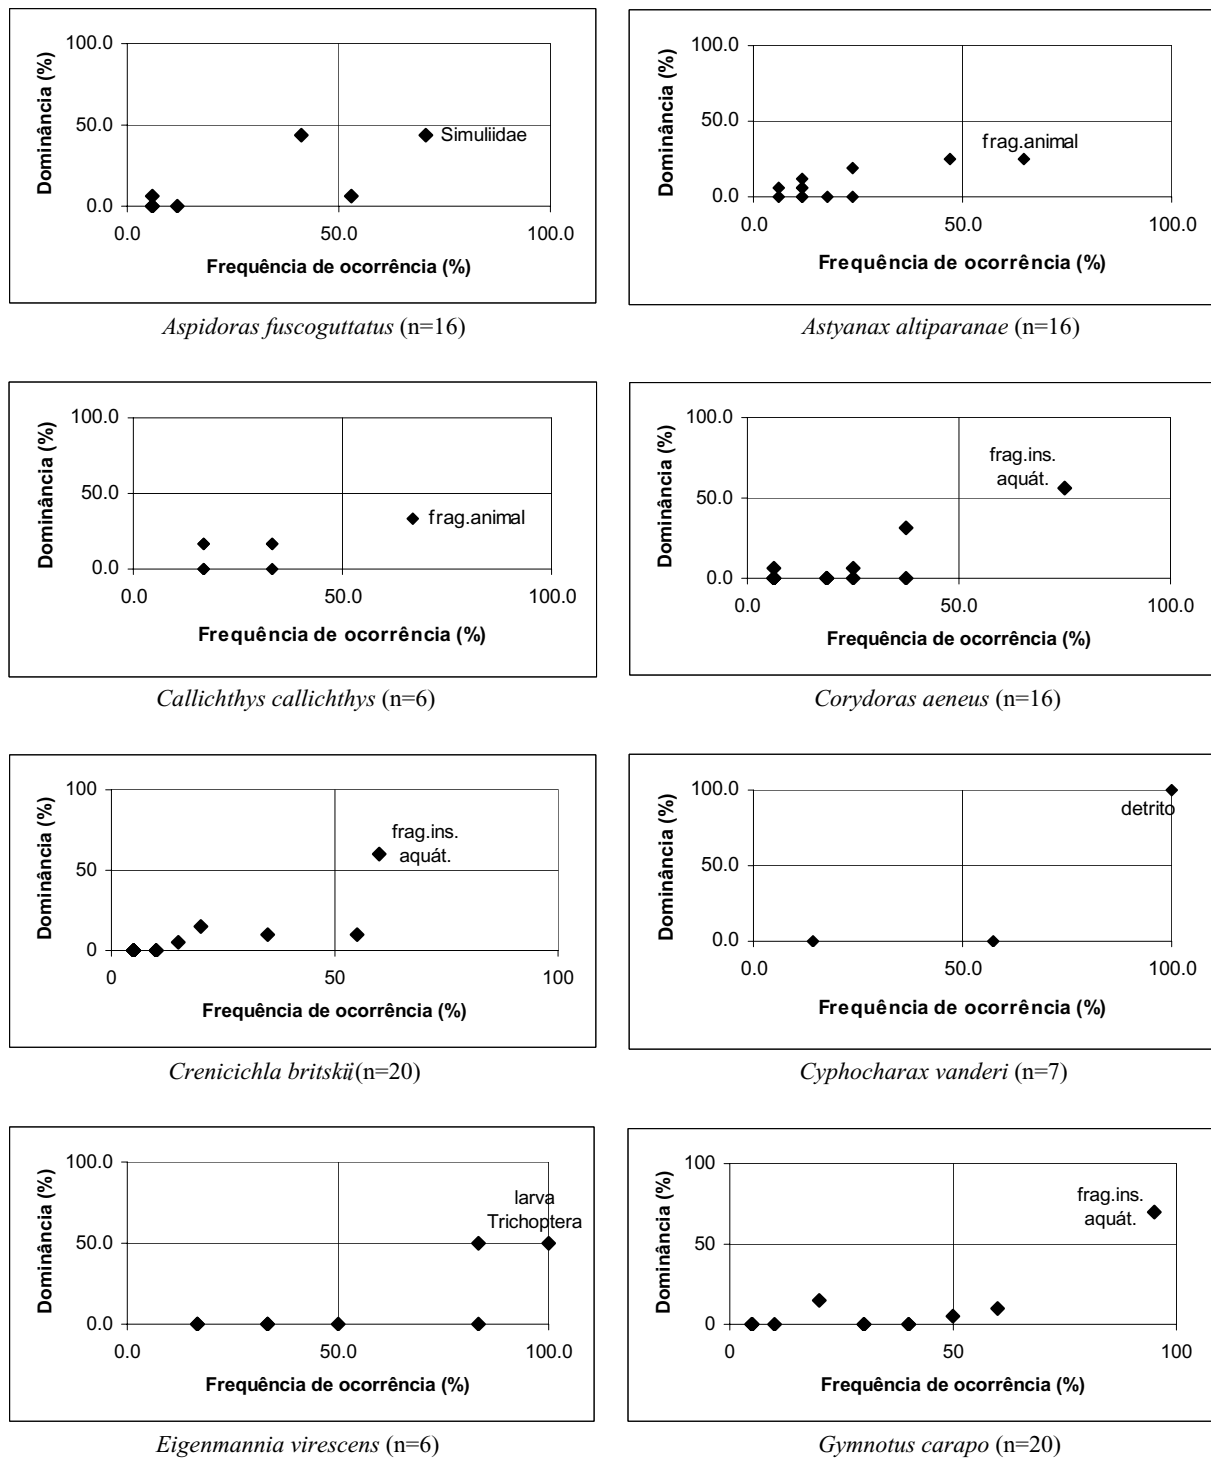 100.0
50.0
0.0
Dominância (%)
Simuliidae
0.0 50.0 100.0
Frequência de ocorrência (%)
Aspidoras fuscoguttatus (n=16)
100.0
50.0
0.0
Dominância (%)
frag.animal
0.0 50.0 100.0
Frequência de ocorrência (%)
Astyanax altiparanae (n=16)
100.0
50.0
0.0
Dominância (%)
frag.animal
0.0 50.0 100.0
Frequência de ocorrência (%)
Callichthys callichthys (n=6)
100.0
50.0
0.0
Dominância (%)
frag.ins.
aquát.
0.0 50.0 100.0
Frequência de ocorrência (%)
Corydoras aeneus (n=16)
100
50
0
Dominância (%)
frag.ins.
aquát.
0 50 100
Frequência de ocorrência (%)
Crenicichla britskii (n=20)
100.0
50.0
0.0
Dominância (%)
detrito
0.0 50.0 100.0
Frequência de ocorrência (%)
Cyphocharax vanderi (n=7)
100.0
50.0
0.0
Dominância (%)
larva
Trichoptera
0.0 50.0 100.0
Frequência de ocorrência (%)
Eigenmannia virescens (n=6)
100
50
0
Dominância (%)
frag.ins.
aquát.
0 50 100
Frequência de ocorrência (%)
Gymnotus carapo (n=20)